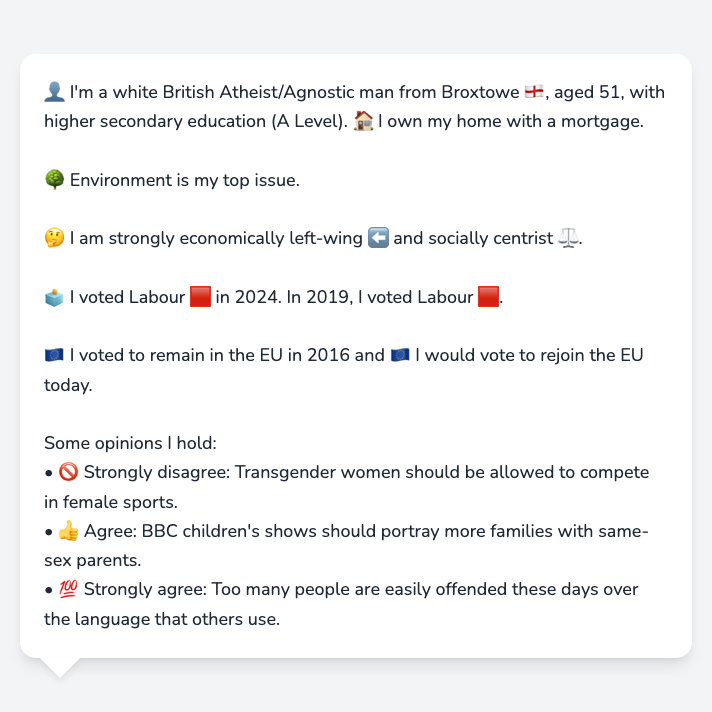 👤 I'm a white British Atheist/Agnostic man from Broxtowe 🏴󠁧󠁢󠁥󠁮󠁧󠁿, aged 51, with
higher secondary education (A Level). 🏠 I own my home with a mortgage.
🌳 Environment is my top issue.
🤔 I am strongly economically left-wing ⬅️ and socially centrist ⚖️.
🗳️ I voted Labour 🟥 in 2024. In 2019, I voted Labour 🟥.
🇪🇺 I voted to remain in the EU in 2016 and 🇪🇺 I would vote to rejoin the EU
today.
Some opinions I hold:
• 🚫 Strongly disagree: Transgender women should be allowed to compete
in female sports.
• 👍 Agree: BBC children's shows should portray more families with same-
sex parents.
• 💯 Strongly agree: Too many people are easily offended these days over
the language that others use.